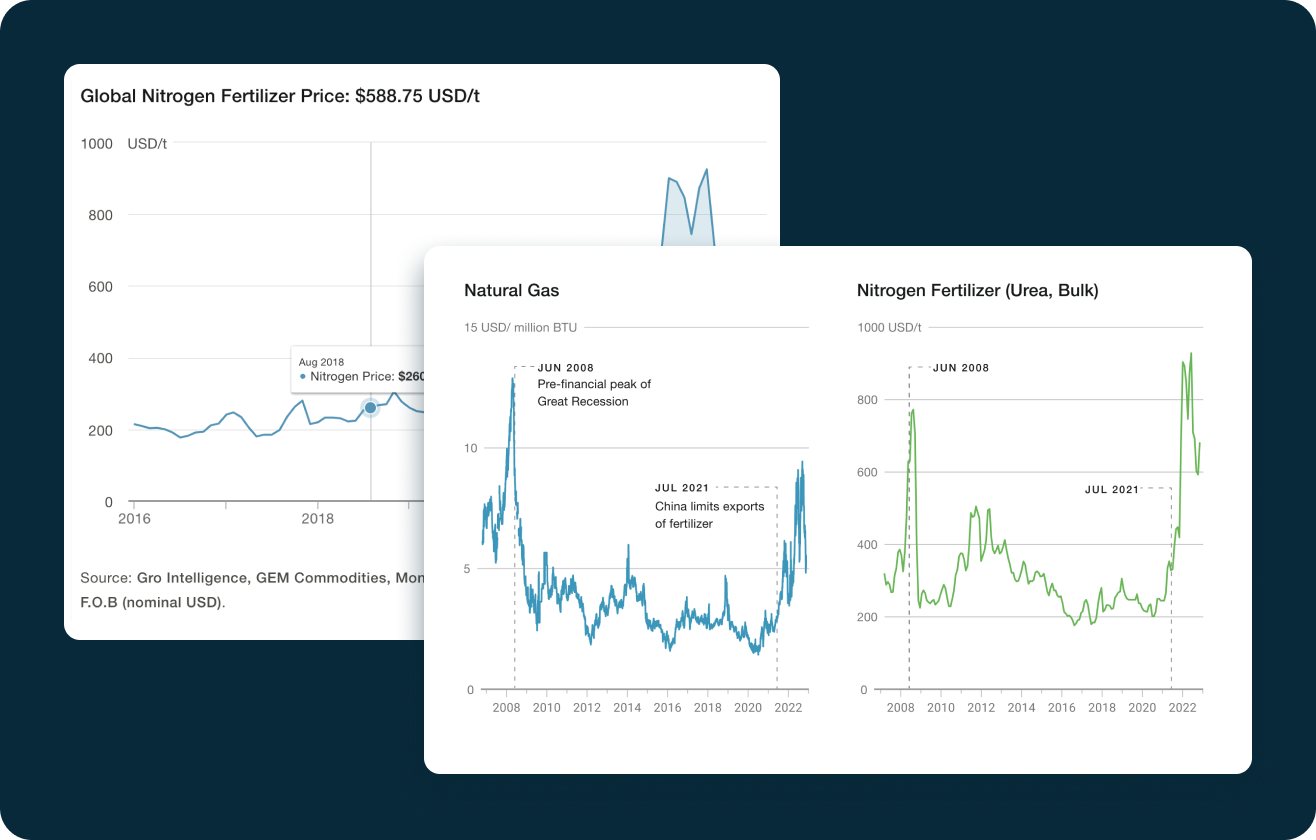 Global Nitrogen Fertilizer Price: $588.75 USD/t
1000 USD/t
800
600
400
200
0
Aug 2018
Nitrogen Price: $260
2016 2018
Source: Gro Intelligence, GEM Commodities, Mon
F.O.B (nominal USD).
Natural Gas
15 USD/ million BTU
JUN 2008
Pre-financial peak of
Great Recession
10
JUL 2021
China limits exports
of fertilizer
5
0
2008 2010 2012 2014 2016 2018 2020 2022
Nitrogen Fertilizer (Urea, Bulk)
1000 USD/t
JUN 2008
800
600
JUL 2021
400
200
0
2008 2010 2012 2014 2016 2018 2020 2022